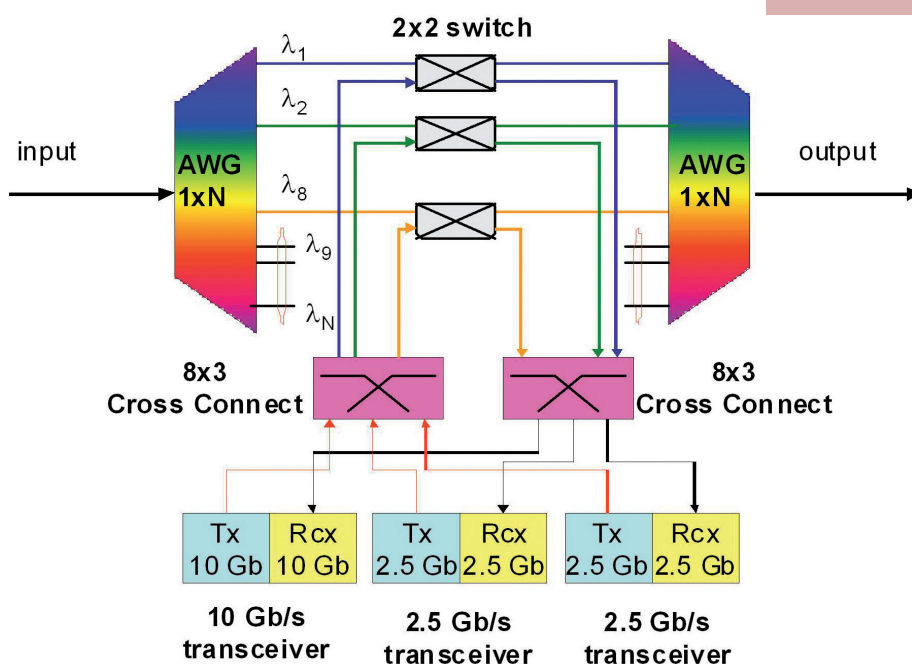 2x2 switch
λ1
λ2
input
AWG
1xN
λ8
AWG
1xN
output
λ9
λN
8x3
Cross Connect
8x3
Cross Connect
Tx
10 Gb
Rcx
10 Gb
Tx
2.5 Gb
Rcx
2.5 Gb
Tx
2.5 Gb
Rcx
2.5 Gb
10 Gb/s
transceiver
2.5 Gb/s
transceiver
2.5 Gb/s
transceiver